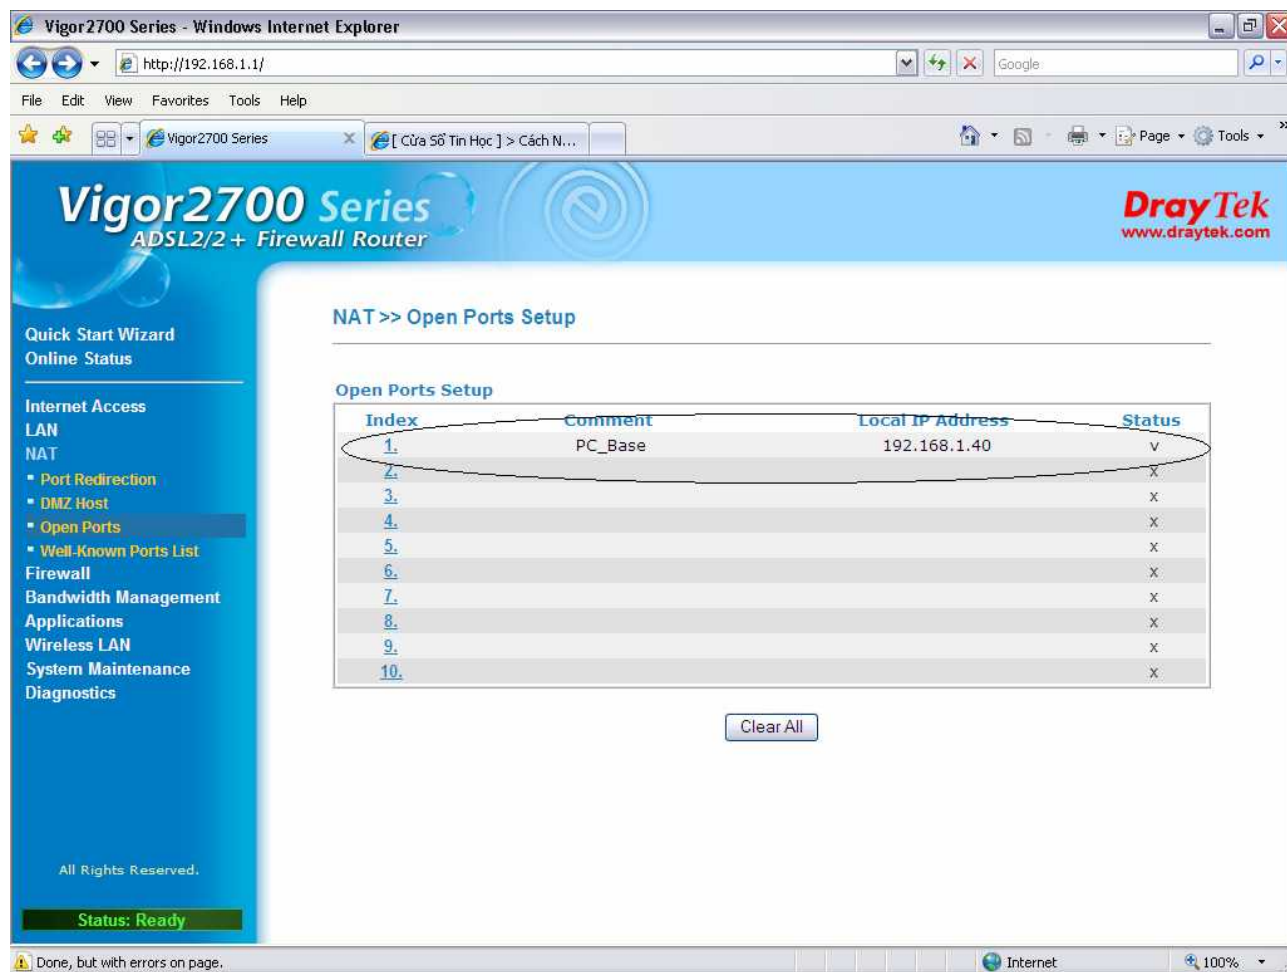 Vigor2700 Series - Windows Internet Explorer
http://192.168.1.1/
Google
File Edit View Favorites Tools Help
Vigor2700 Series
[ Cửa Sổ Tin Học ] > Cách N...
Page Tools »
Vigor2700 Series
ADSL2/2+ Firewall Router
DrayTek
www.draytek.com
Quick Start Wizard
Online Status
Internet Access
LAN
NAT
Port Redirection
DMZ Host
Open Ports
Well-Known Ports List
Firewall
Bandwidth Management
Applications
Wireless LAN
System Maintenance
Diagnostics
All Rights Reserved.
Status: Ready
NAT >> Open Ports Setup
Open Ports Setup
Index Comment Local IP Address Status
1. PC_Base 192.168.1.40 v
2. x
3. x
4. x
5. x
6. x
7. x
8. x
9. x
10. x
Clear All
Done, but with errors on page.
Internet
100%